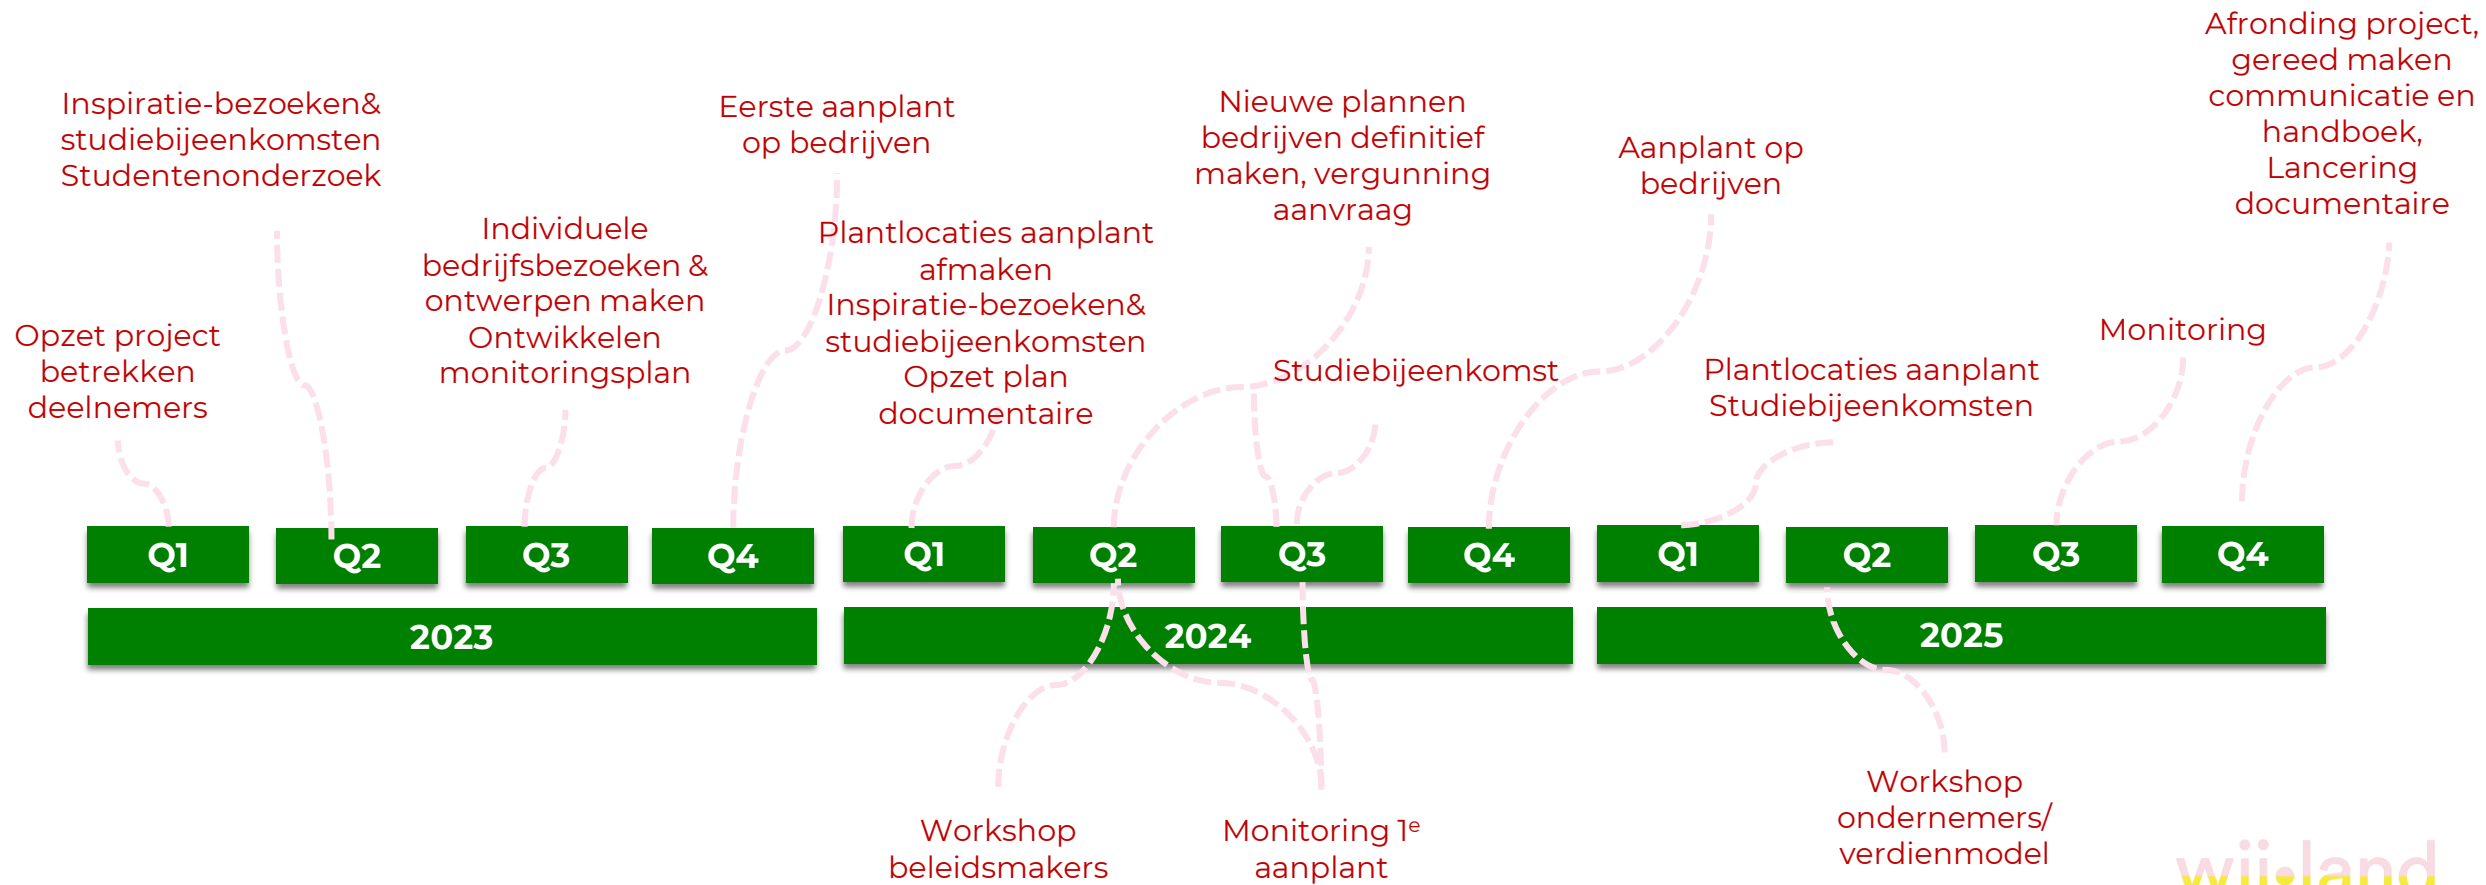 Inspiratie-bezoeken&
studiebijeenkomsten
Studentenonderzoek
Opzet project
betrekken
deelnemers
Individuele
bedrijfsbezoeken &
ontwerpen maken
Ontwikkelen
monitoringsplan
Eerste aanplant
op bedrijven
Plantlocaties aanplant
afmaken
Inspiratie-bezoeken&
studiebijeenkomsten
Opzet plan
documentaire
Nieuwe plannen
bedrijven definitief
maken, vergunning
aanvraag
Studiebijeenkomst
Aanplant op
bedrijven
Plantlocaties aanplant
Studiebijeenkomsten
Monitoring
Afronding project,
gereed maken
communicatie en
handboek,
Lancering
documentaire
Q1 Q2 Q3 Q4 Q1 Q2 Q3 Q4 Q1 Q2 Q3 Q4
2023 2024 2025
Workshop
beleidsmakers
Monitoring 1e
aanplant
Workshop
ondernemers/
verdienmodel
wij.land